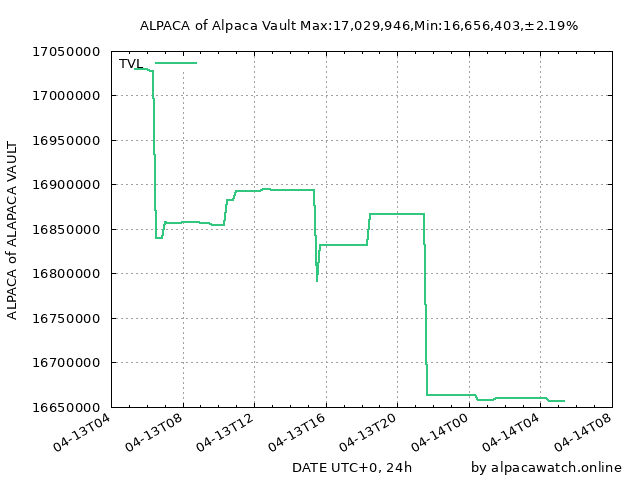 ALPACA of Alpaca Vault Max:17,029,946,Min:16,656,403,±2.19%
ALPACA of ALAPACA VAULT
TVL
17050000
17000000
16950000
16900000
16850000
16800000
16750000
16700000
16650000
04-13T04
04-13T08
04-13T12
04-13T16
04-13T20
04-14T00
04-14T04
04-14T08
DATE UTC+0, 24h
by alpacawatch.online